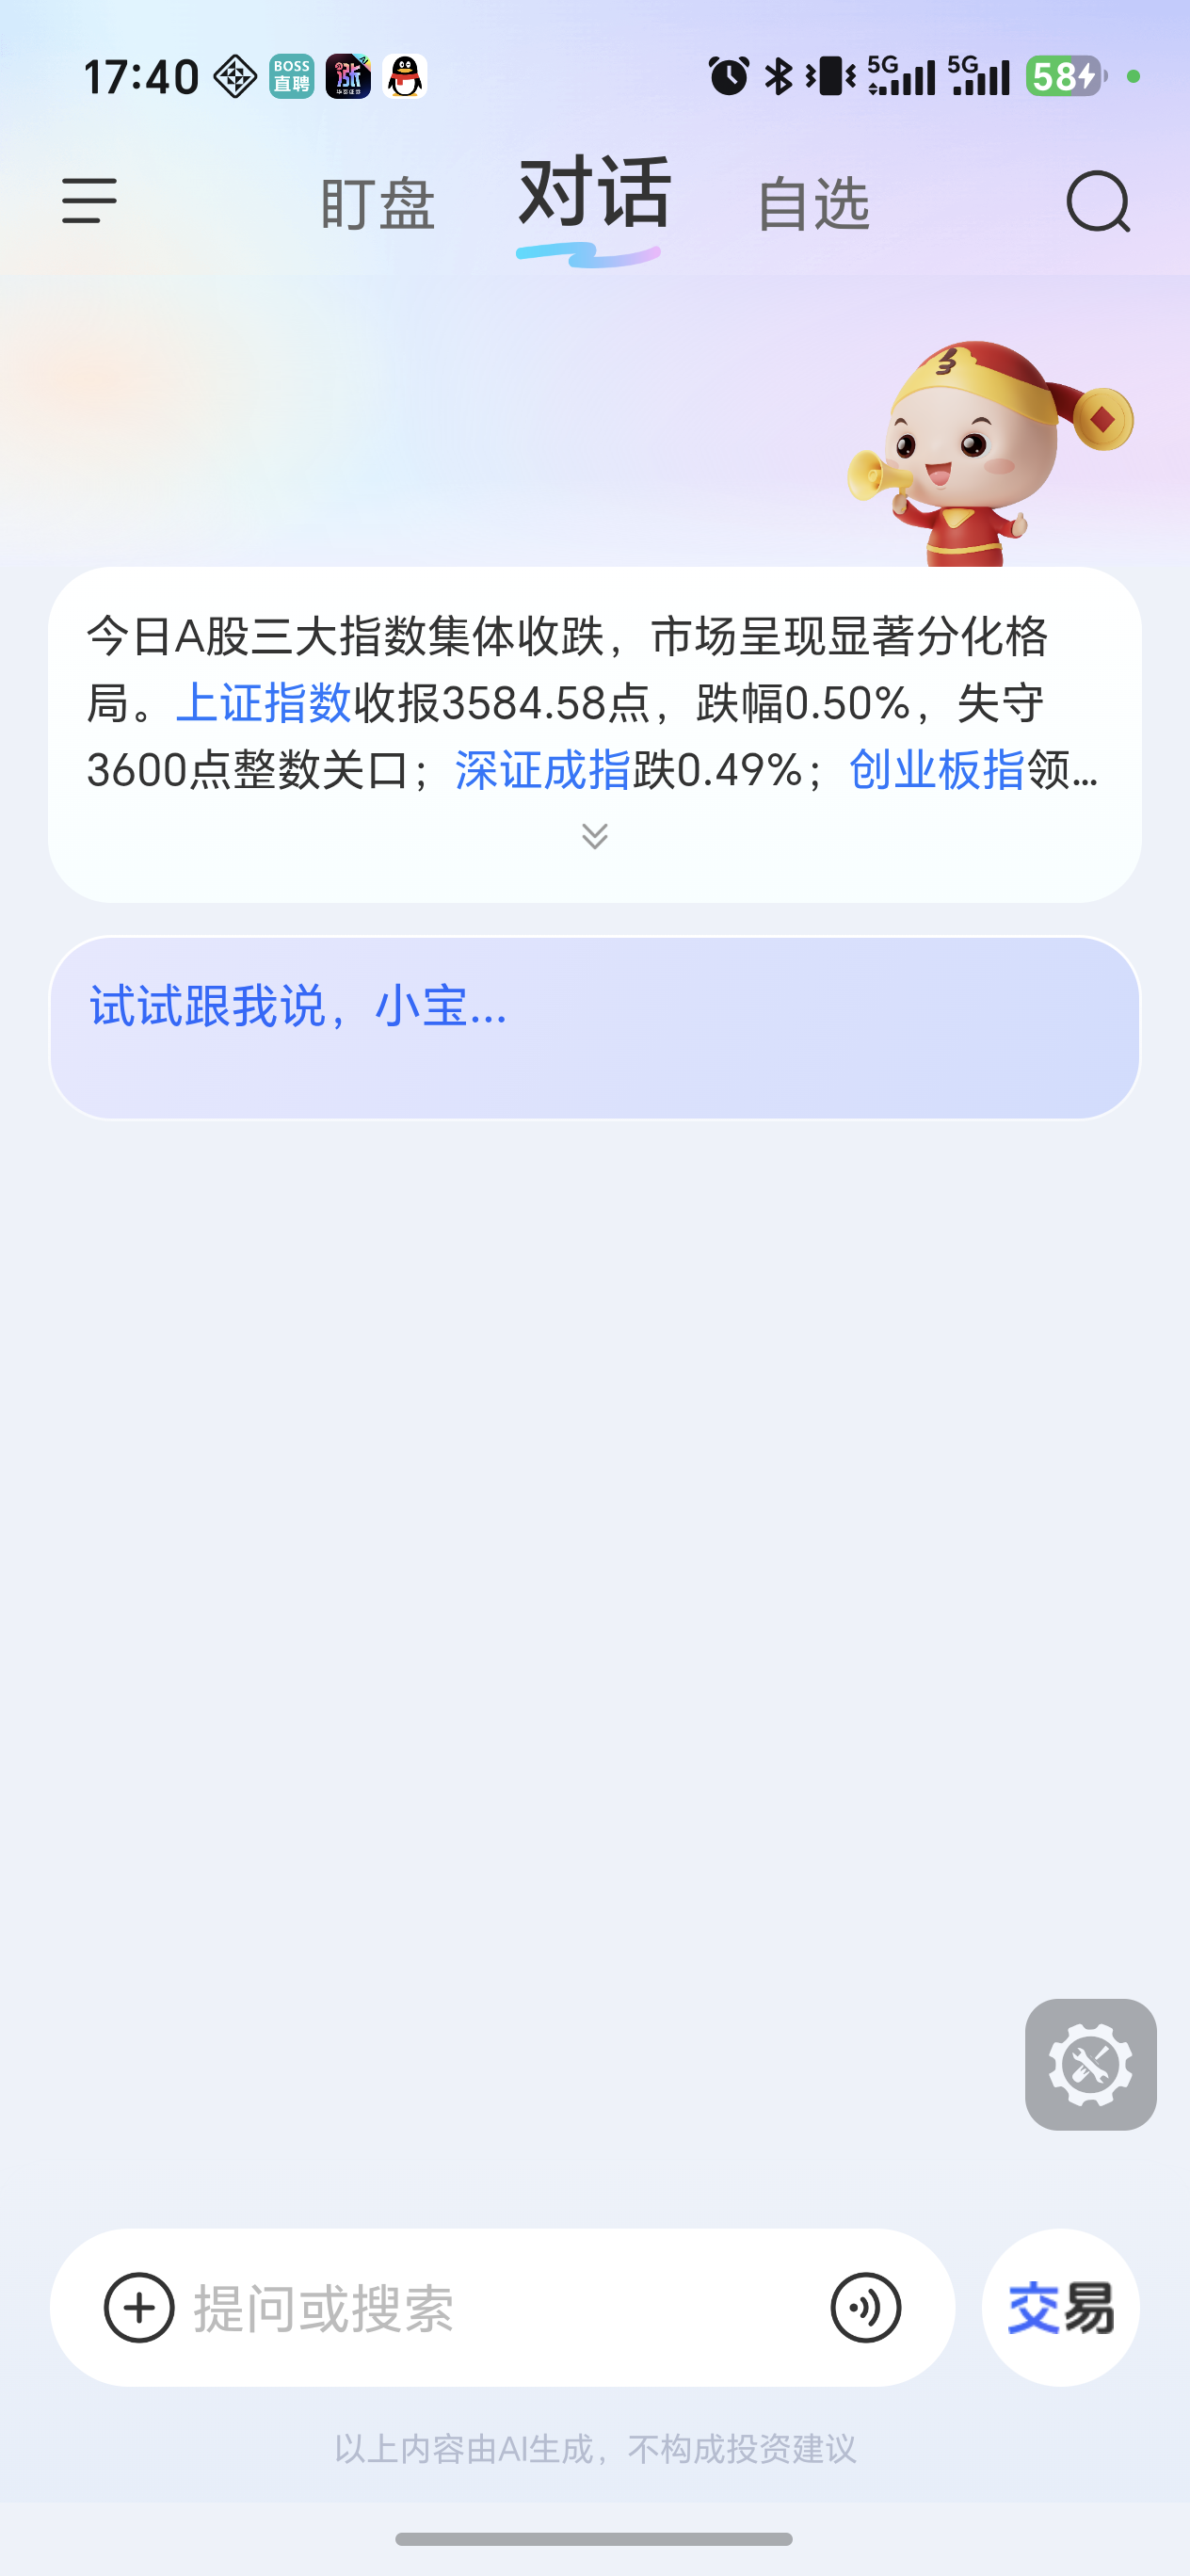 17:40
BOSS
直聘
涨
5G
5G
58
盯盘
对话
自选
今日A股三大指数集体收跌，市场呈现显著分化格
局。上证指数收报3584.58点，跌幅0.50%，失守
3600点整数关口；深证成指跌0.49%；创业板指领...
试试跟我说，小宝...
提问或搜索
交易
以上内容由AI生成，不构成投资建议